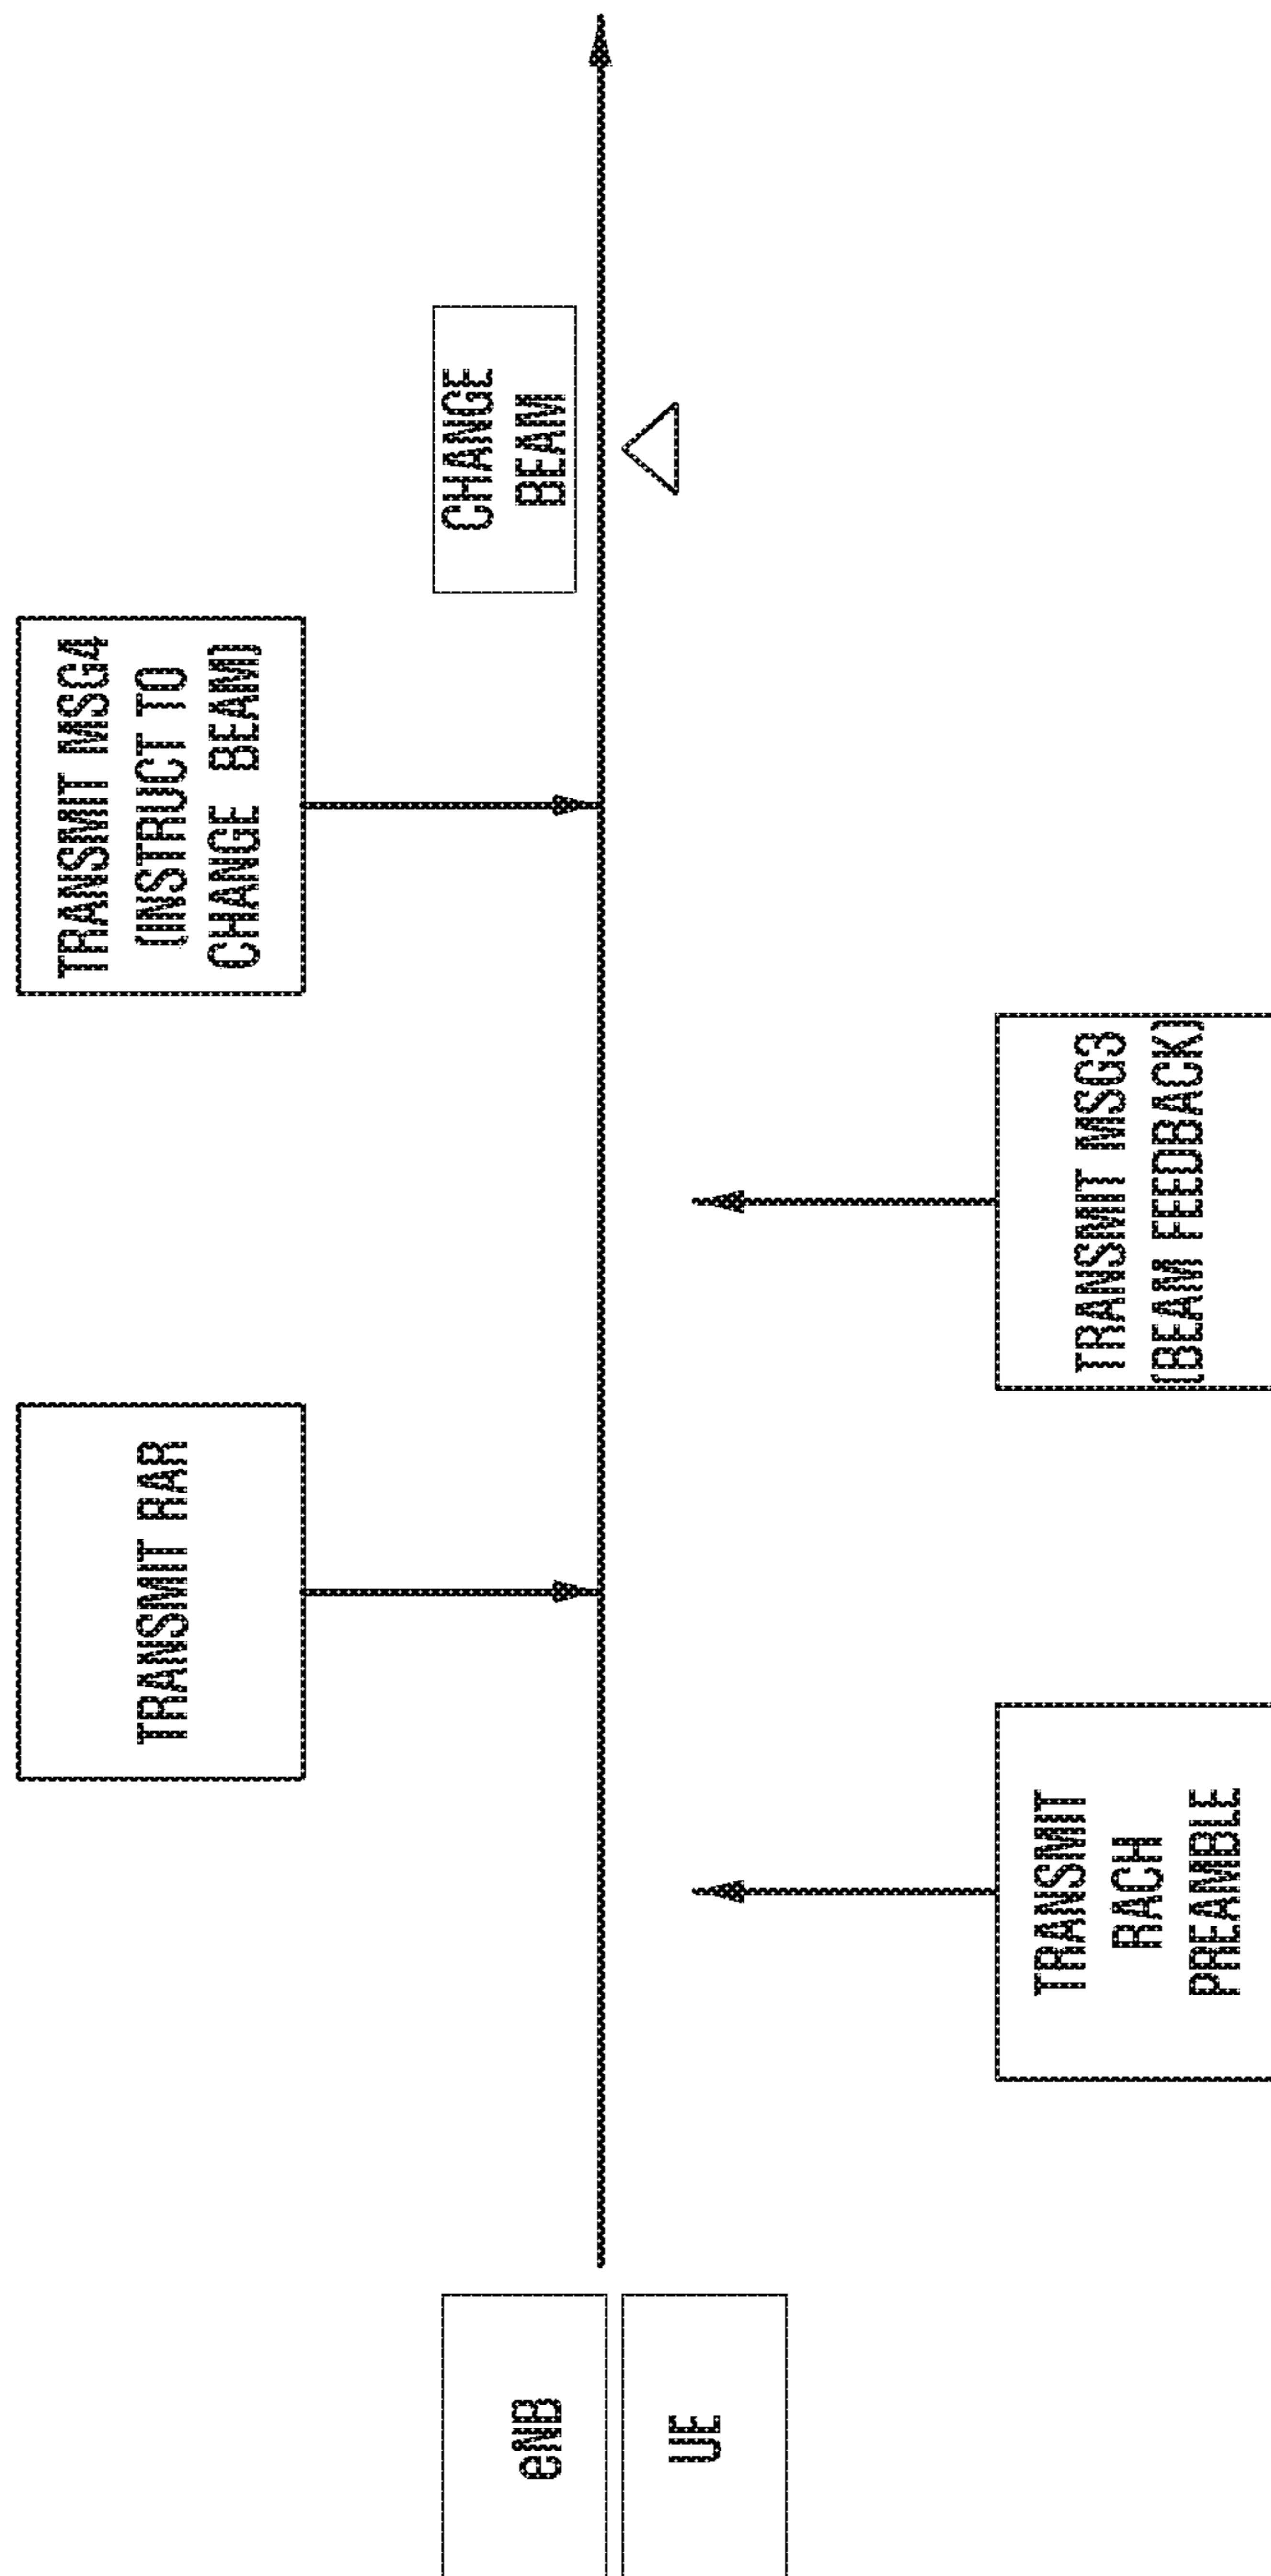 eNB
UE
TRANSMIT
RACH
PREAMBLE
TRANSMIT RAR
TRANSMIT MSG3
(BEAM FEEDBACK)
TRANSMIT MSG4
(INSTRUCT TO
CHANGE BEAM)
CHANGE
BEAM